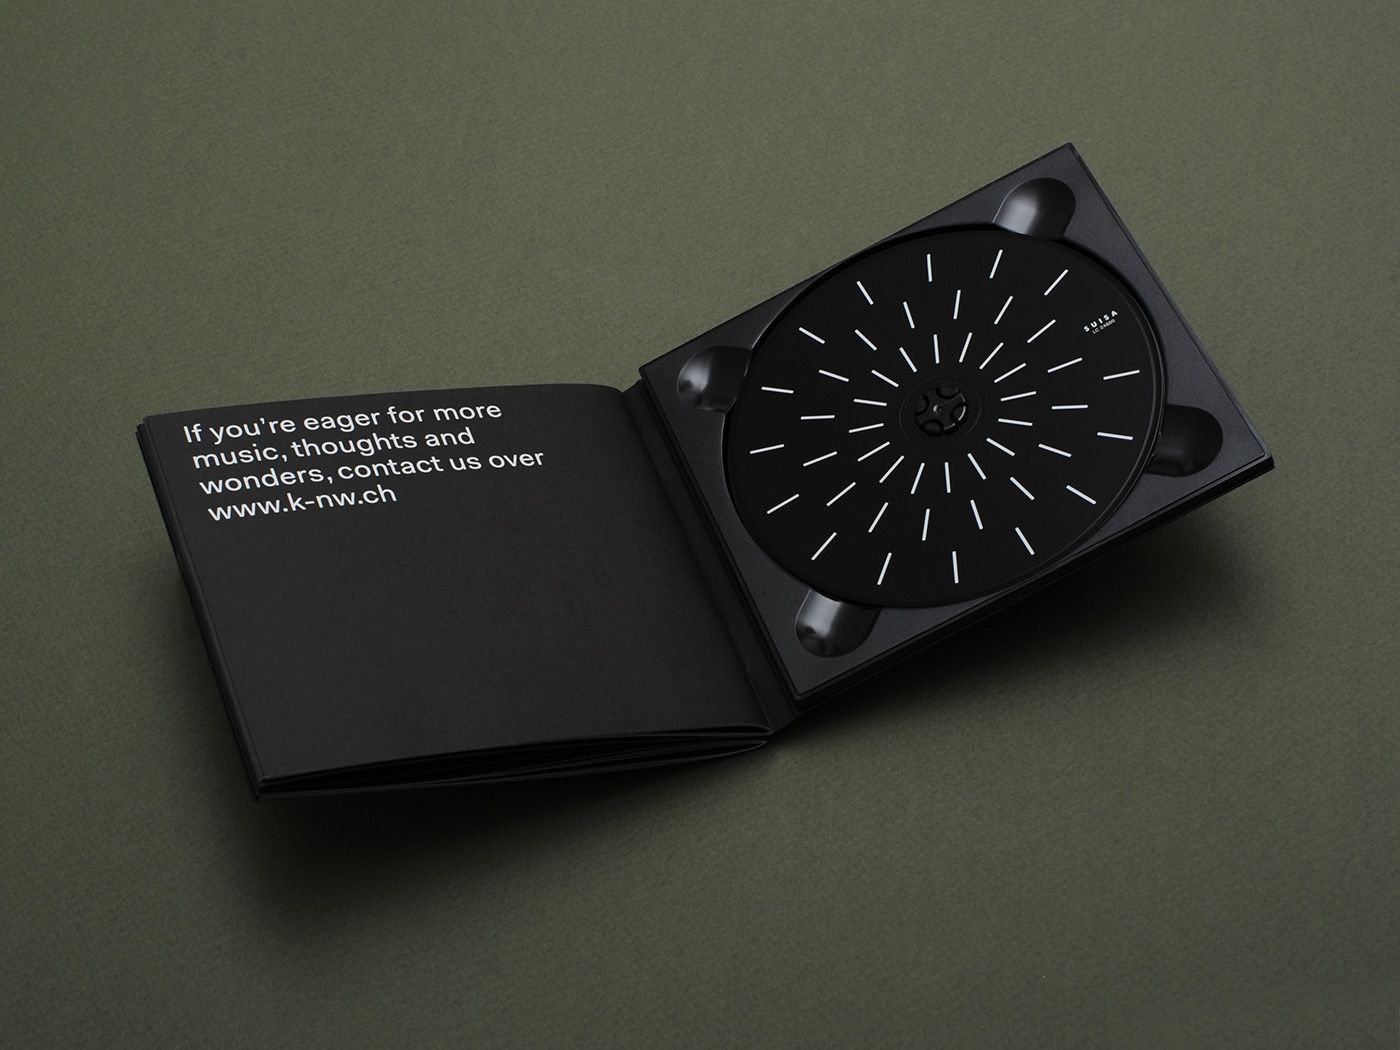 If you're eager for more
music, thoughts and
wonders, contact us over
www.k-nw.ch
SUISA